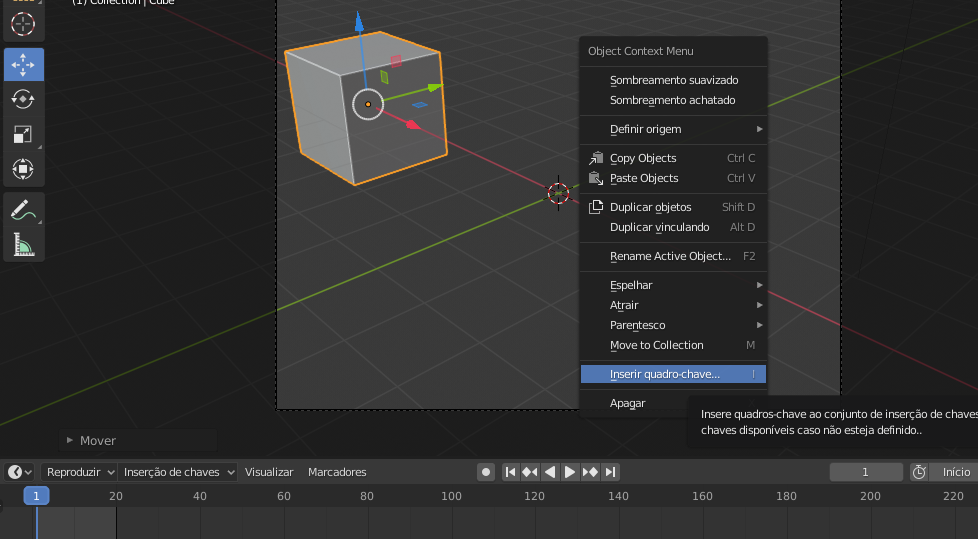 (1) Collection | Cube
Object Context Menu
Sombreamento suavizado
Sombreamento achatado
Definir origem
Copy Objects Ctrl C
Paste Objects Ctrl V
Duplicar objetos Shift D
Duplicar vinculando Alt D
Rename Active Object... F2
Espelhar
Atrair
Parentesco
Move to Collection M
Inserir quadro-chave... I
Apagar
Insere quadros-chave ao conjunto de inserção de chaves
chaves disponíveis caso não esteja definido..
Mover
Reproduzir Inserção de chaves Visualizar Marcadores 1 Início
1 20 40 60 80 100 120 140 160 180 200 220